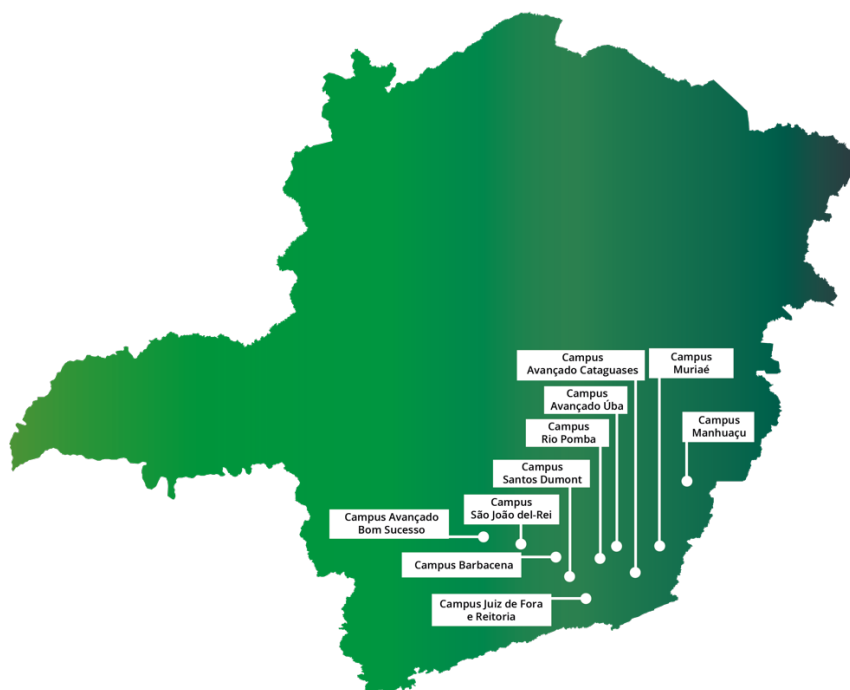 Campus
Avançado Cataguases
Campus
Muriaé
Campus
Avançado Úba
Campus
Manhuaçu
Campus
Rio Pomba
Campus
Santos Dumont
Campus
São João del-Rei
Campus Avançado
Bom Sucesso
Campus Barbacena
Campus Juiz de Fora
e Reitoria